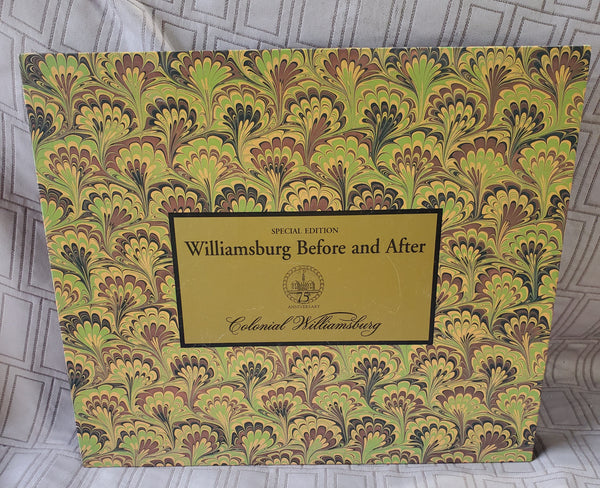 SPECIAL EDITION
Williamsburg Before and After
75
ANNIVERSARY
Colonial Williamsburg